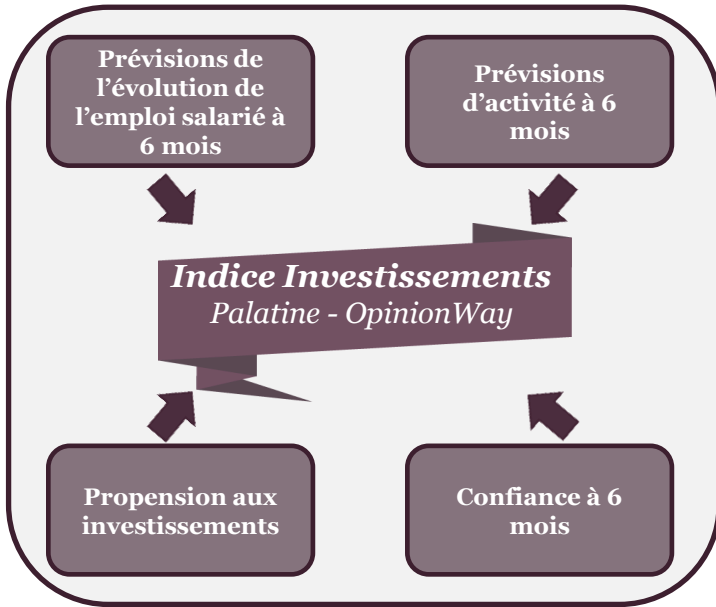 Prévisions de
l’évolution de
l’emploi salarié à
6 mois
Prévisions
d’activité à 6
mois
Indice Investissements
Palatine - OpinionWay
Propension aux
investissements
Confiance à 6
mois